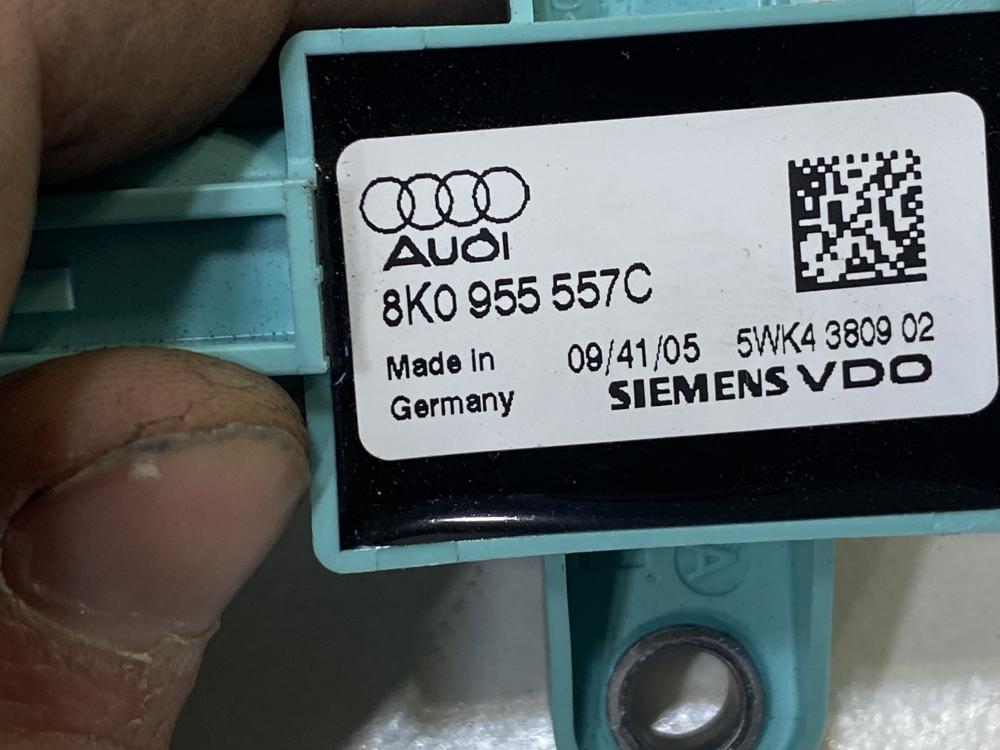 AUDI
8K0 955 557C
Made in
Germany
09/41/05
5WK4 3809 02
SIEMENS VDO
A